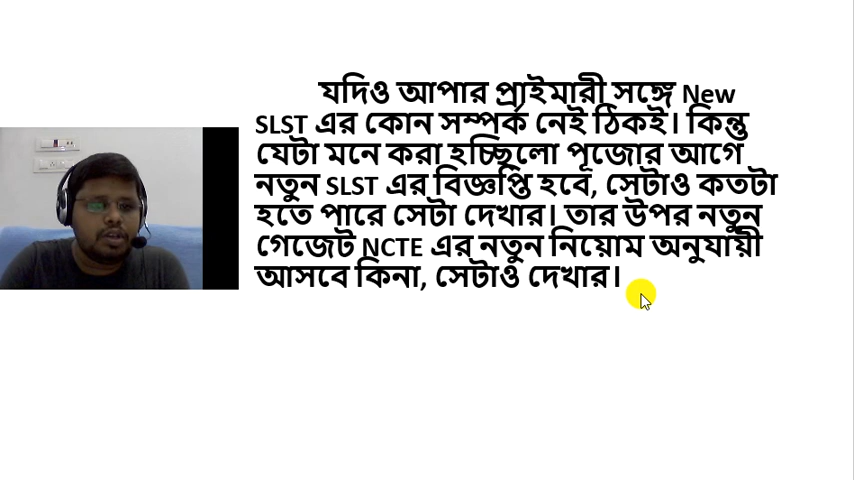 যদিও আপার প্রাইমারী সঙ্গে New
SLST এর কোন সম্পর্ক নেই ঠিকই। কিন্তু
যেটা মনে করা হচ্ছিলো পূজোর আগে
নতুন SLST এর বিজ্ঞপ্তি হবে, সেটাও কতটা
হতে পারে সেটা দেখার। তার উপর নতুন
গেজেট NCTE এর নতুন নিয়োম অনুযায়ী
আসবে কিনা, সেটাও দেখার।